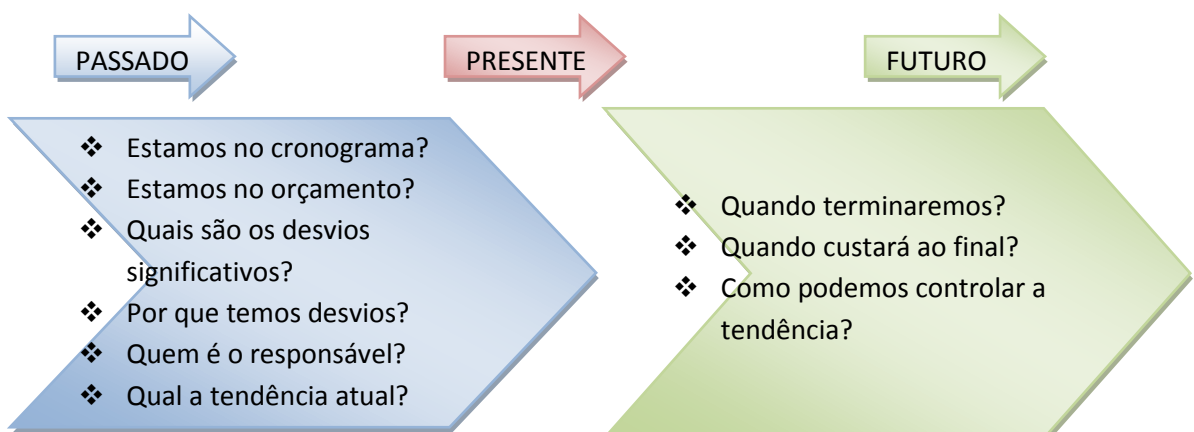 PASSADO
PRESENTE
FUTURO
❖ Estamos no cronograma?
❖ Estamos no orçamento?
❖ Quais são os desvios
significativos?
❖ Por que temos desvios?
❖ Quem é o responsável?
❖ Qual a tendência atual?
❖ Quando terminaremos?
❖ Quando custará ao final?
❖ Como podemos controlar a
tendência?